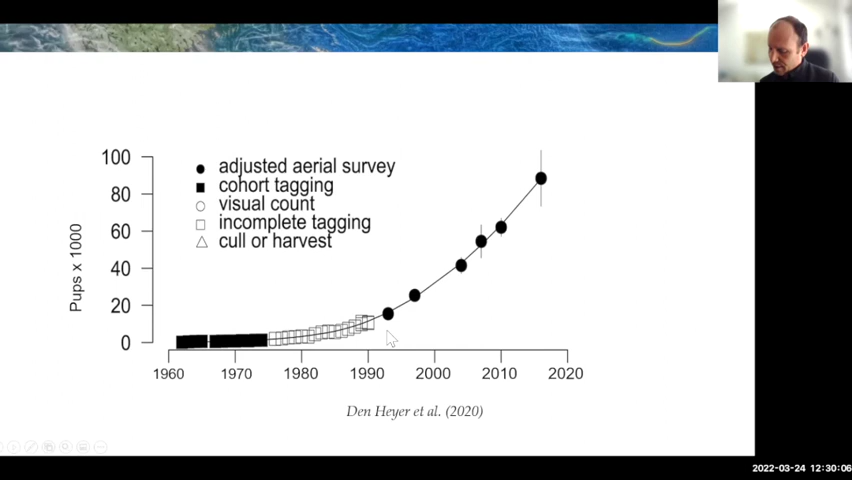 100
80
60
40
20
0
Pups x 1000
adjusted aerial survey
cohort tagging
visual count
incomplete tagging
cull or harvest
1960 1970 1980 1990 2000 2010 2020
Den Heyer et al. (2020)
2022-03-24 12:30:06